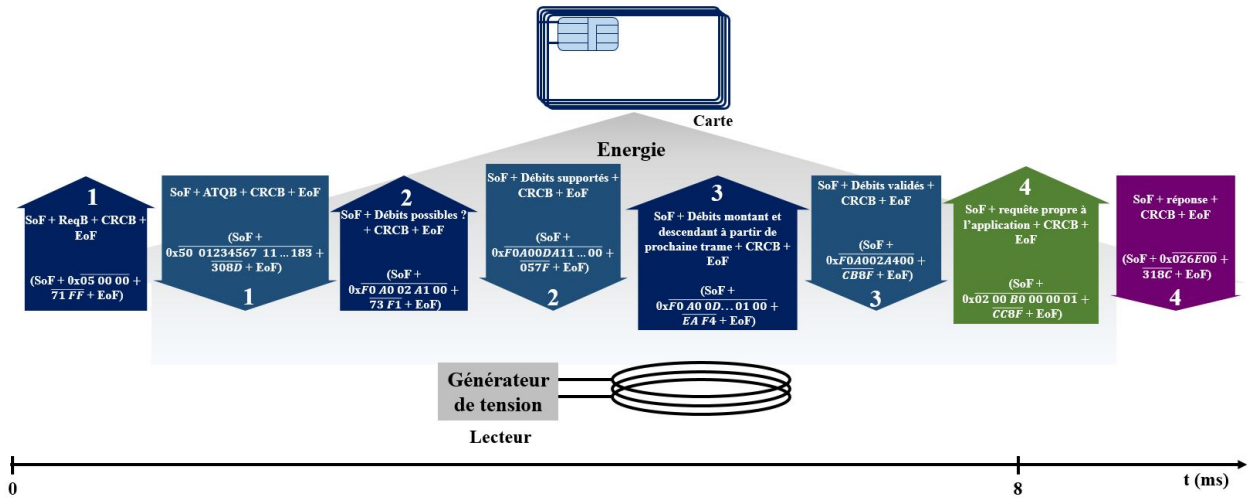 Carte
Energie
1
SoF + ReqB + CRCB +
EoF
(SoF + 0x05 00 00 +
71 FF + EoF)
SoF + ATQB + CRCB + EoF
(SoF +
0x50 01234567 11 ...183 +
308D + EoF)
1
2
SoF + Débits possibles ?
+ CRCB + EoF
(SoF +
0xF0 A0 02 A1 00 +
73 F1 + EoF)
SoF + Débits supportés +
CRCB + EoF
(SoF +
0xF0A00DA11 ... 00 +
057F + EoF)
2
3
SoF + Débits montant et
descendant à partir de
prochaine trame + CRCB +
EoF
(SoF +
0xF0 A0 0D... 01 00 +
EA F4 + EoF)
SoF + Débits validés +
CRCB + EoF
(SoF +
0xF0A002A400 +
CB8F + EoF)
3
4
SoF + requête propre à
l’application + CRCB +
EoF
(SoF +
0x02 00 B0 00 00 01 +
CC8F + EoF)
SoF + réponse +
CRCB + EoF
(SoF + 0x026E00 +
318C + EoF)
4
Générateur
de tension
Lecteur
0
8
t (ms)